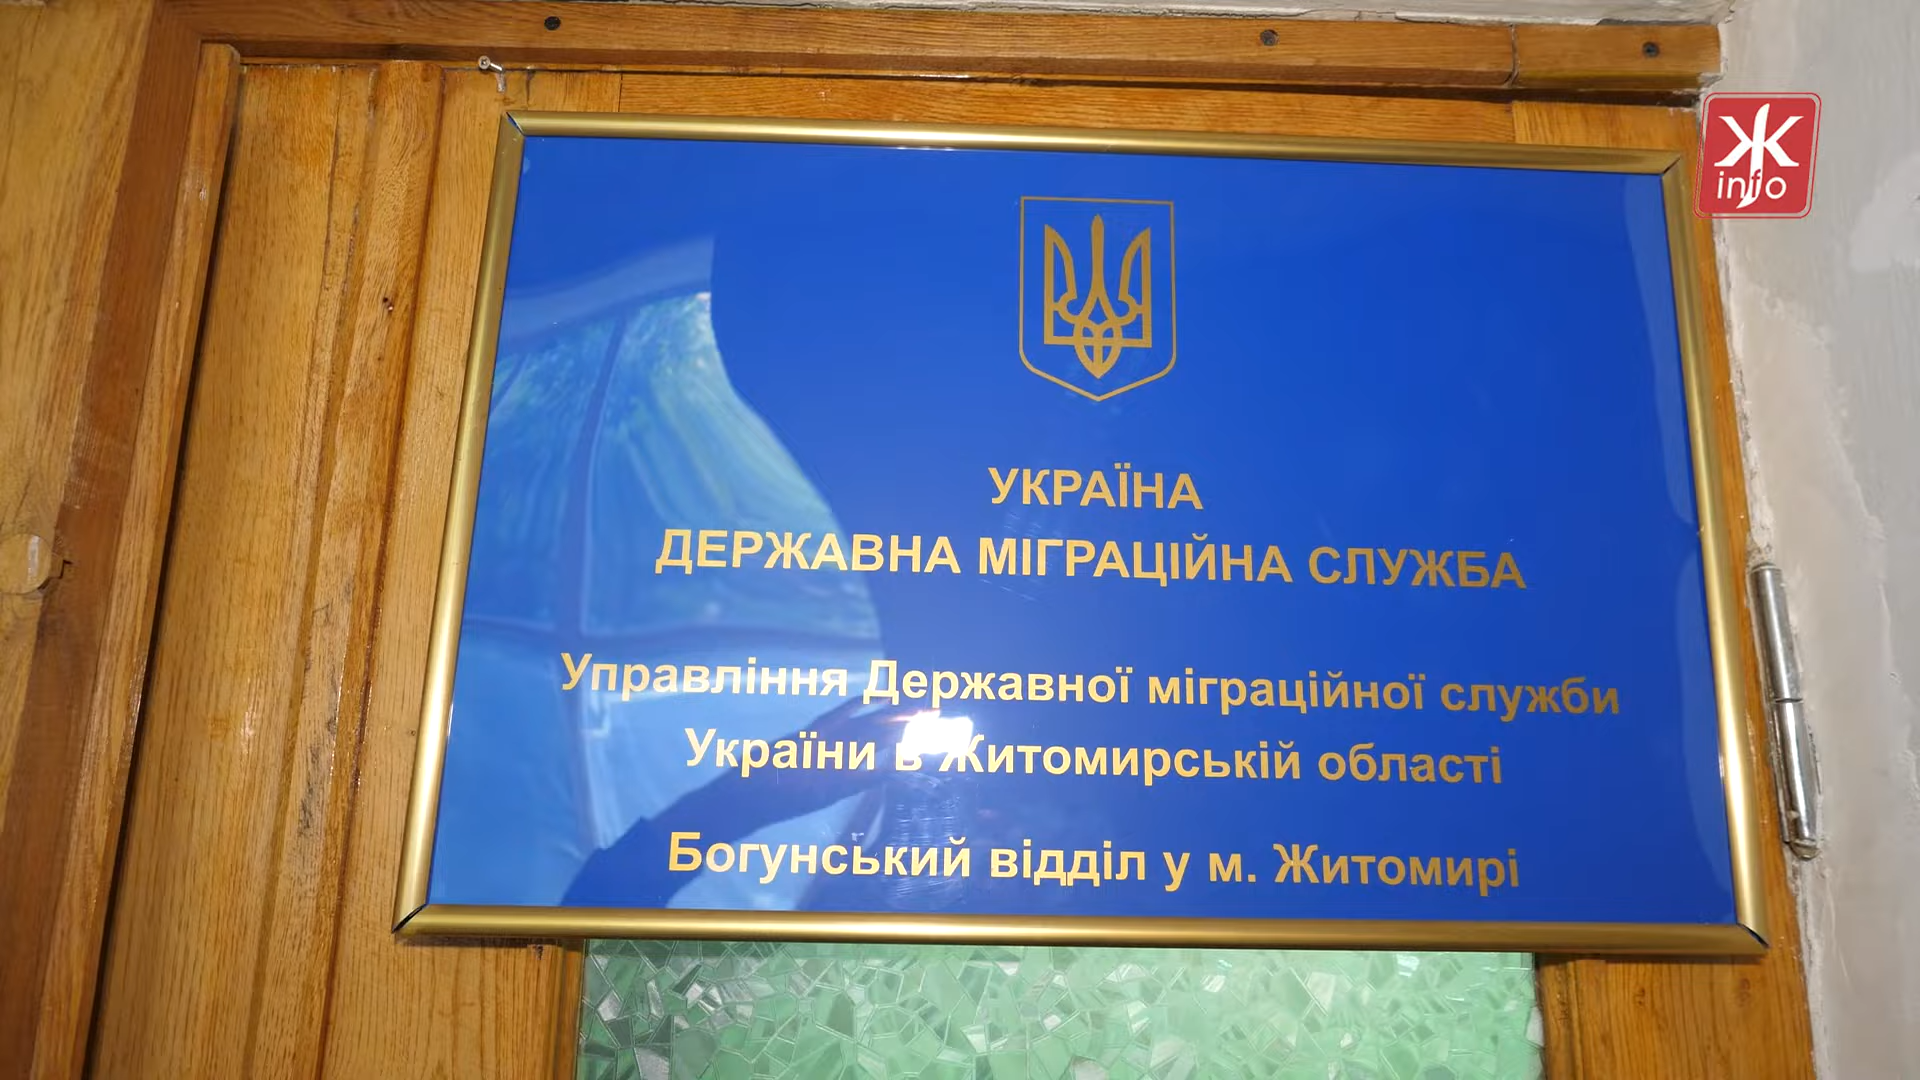 Ж
info
УКРАЇНА
ДЕРЖАВНА МІГРАЦІЙНА СЛУЖБА
Управління Державної міграційної служби
України в Житомирській області
Богунський відділ у м. Житомирі